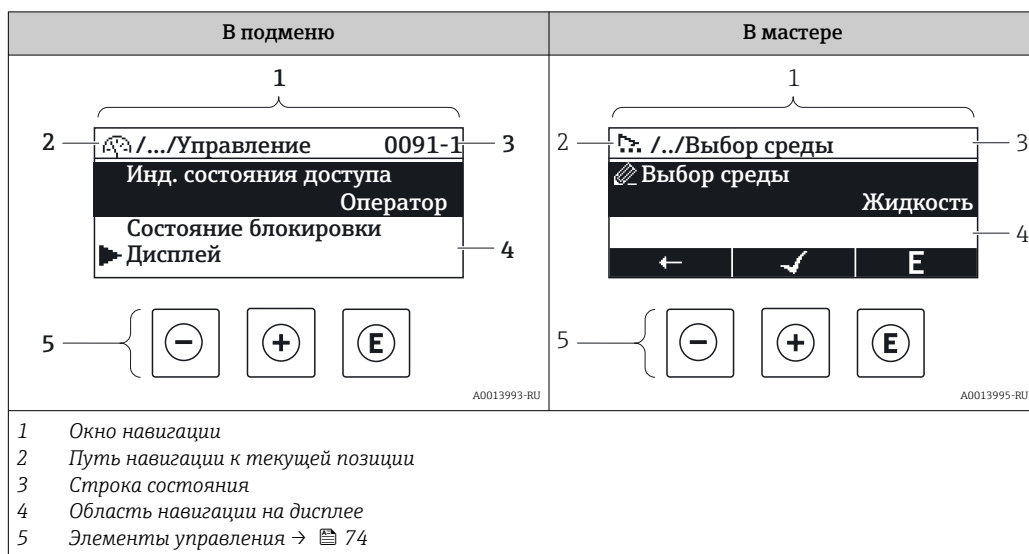 В подменю
В мастере
1
2
/.../Управление 0091-1
3
Инд. состояния доступа
Оператор
Состояние блокировки
Дисплей
4
5
E
A0013993-RU
1
2
/../Выбор среды
3
Выбор среды
Жидкость
4
E
5
E
A0013995-RU
1 Окно навигации
2 Путь навигации к текущей позиции
3 Строка состояния
4 Область навигации на дисплее
5 Элементы управления → 74